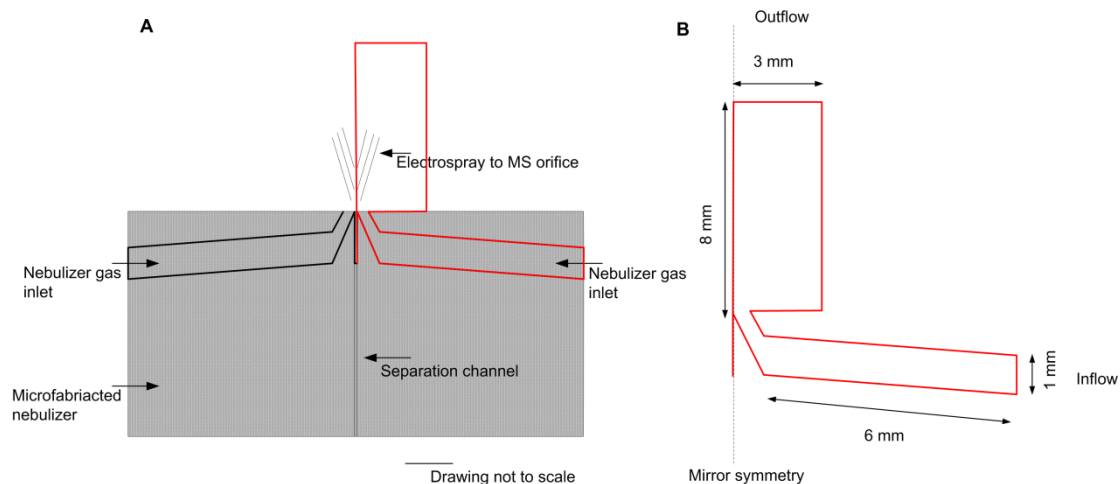 A
Electrospray to MS orifice
Nebulizer gas
inlet
Nebulizer gas
inlet
Separation channel
Microfabriacted
nebulizer
Drawing not to scale
B
Outflow
3 mm
8 mm
1 mm
Inflow
6 mm
Mirror symmetry